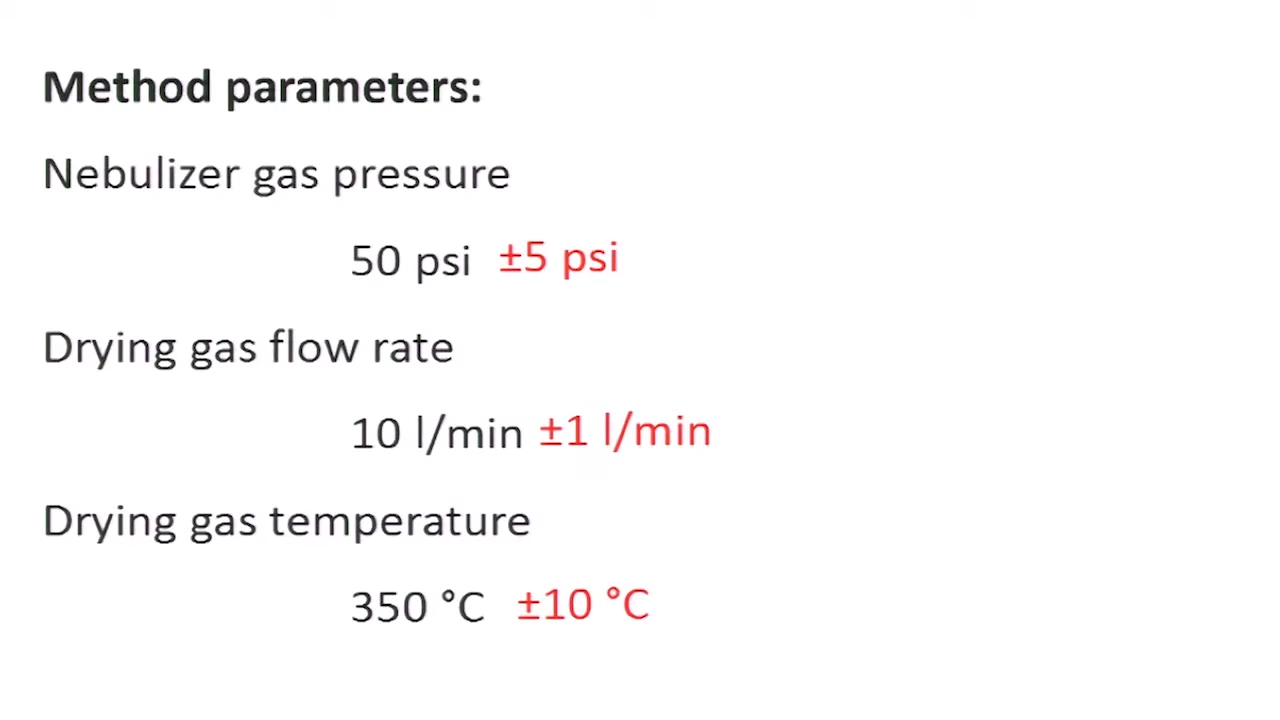 Method parameters:
Nebulizer gas pressure
50 psi ±5 psi
Drying gas flow rate
10 l/min ±1 l/min
Drying gas temperature
350 °C ±10 °C